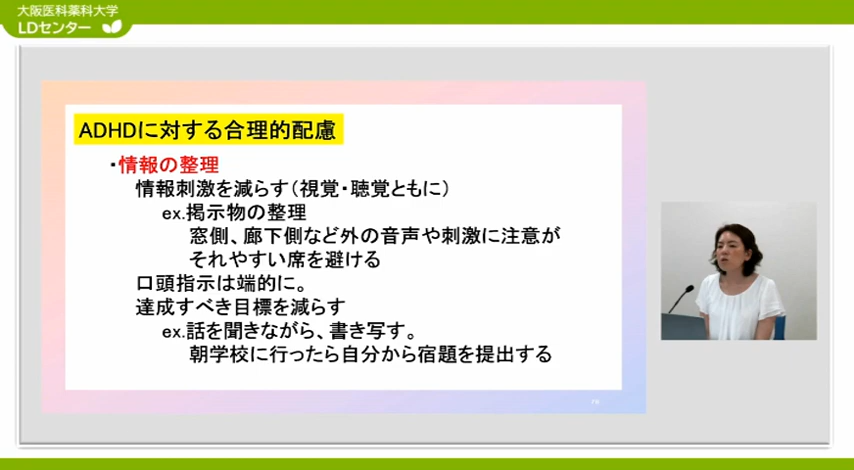 大阪医科薬科大学
LDセンター
ADHDに対する合理的配慮
・情報の整理
情報刺激を減らす（視覚・聴覚ともに）
ex.掲示物の整理
窓側、廊下側など外の音声や刺激に注意が
それやすい席を避ける
口頭指示は端的に。
達成すべき目標を減らす
ex.話を聞きながら、書き写す。
朝学校に行ったら自分から宿題を提出する